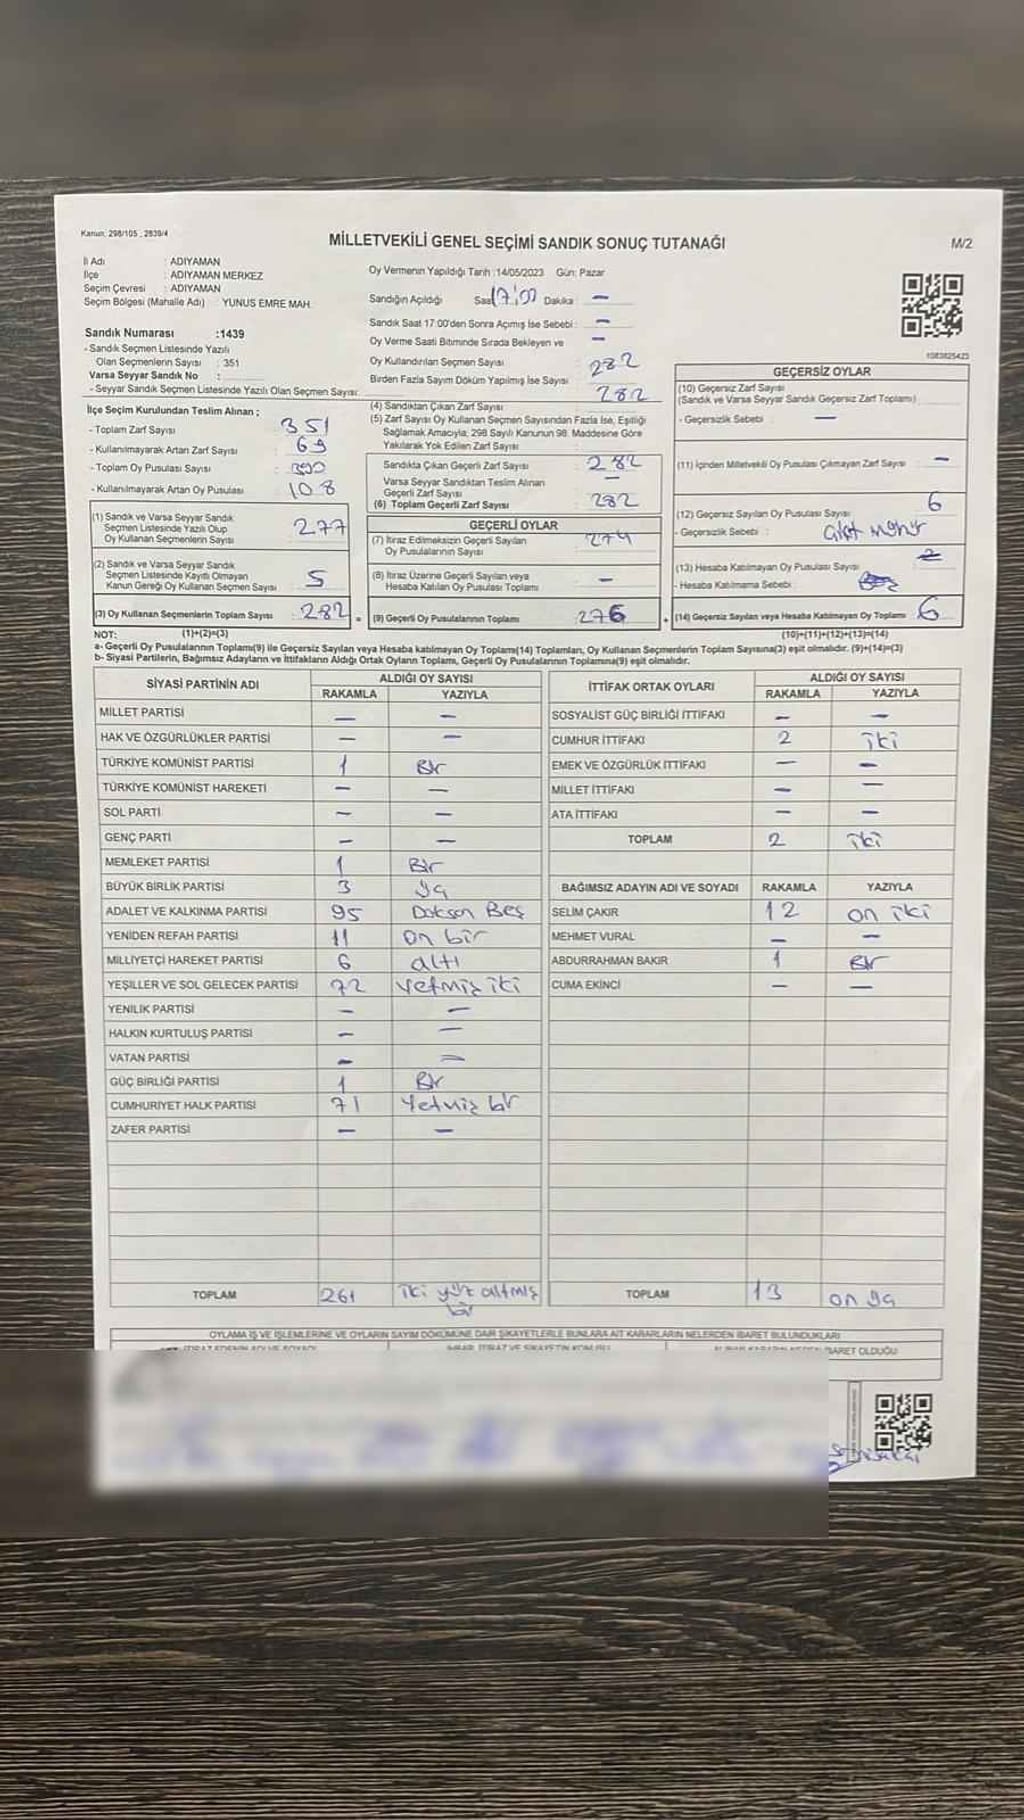 Kanun: 298/105 , 2839/4
MİLLETVEKİLİ GENEL SEÇİMİ SANDIK SONUÇ TUTANAĞI
M/2
İl Adı : ADIYAMAN
İlçe : ADIYAMAN MERKEZ
Seçim Çevresi : ADIYAMAN
Seçim Bölgesi (Mahalle Adı) YUNUS EMRE MAH.
Sandık Numarası :1439
- Sandık Seçmen Listesinde Yazılı
Olan Seçmenlerin Sayısı : 351
Varsa Seyyar Sandık No :
- Seyyar Sandık Seçmen Listesinde Yazılı Olan Seçmen Sayısı:
Oy Vermenin Yapıldığı Tarih :14/05/2023 Gün: Pazar
Sandığın Açıldığı Saat 17:00 Dakika : —
Sandık Saat 17:00'den Sonra Açımış İse Sebebi : —
Oy Verme Saati Bitiminde Sırada Bekleyen ve —
Oy Kullandırılan Seçmen Sayısı : 282
Birden Fazla Sayım Döküm Yapılmış İse Sayısı : 282
1083825423
İlçe Seçim Kurulundan Teslim Alınan ;
- Toplam Zarf Sayısı : 351
- Kullanılmayarak Artan Zarf Sayısı : 69
- Toplam Oy Pusulası Sayısı : 390
- Kullanılmayarak Artan Oy Pusulası : 108
(1) Sandık ve Varsa Seyyar Sandık
Seçmen Listesinde Yazılı Olup
Oy Kullanan Seçmenlerin Sayısı : 277
(2) Sandık ve Varsa Seyyar Sandık
Seçmen Listesinde Kayıtlı Olmayan
Kanun Gereği Oy Kullanan Seçmen Sayısı : 5
(3) Oy Kullanan Seçmenlerin Toplam Sayısı : 282
(4) Sandıktan Çıkan Zarf Sayısı
(5) Zarf Sayısı Oy Kullanan Seçmen Sayısından Fazla İse, Eşitliği
Sağlamak Amacıyla, 298 Sayılı Kanunun 98. Maddesine Göre
Yakılarak Yok Edilen Zarf Sayısı :
Sandıkta Çıkan Geçerli Zarf Sayısı : 282
Varsa Seyyar Sandıktan Teslim Alınan
Geçerli Zarf Sayısı : —
(6) Toplam Geçerli Zarf Sayısı : 282
GEÇERLİ OYLAR
(7) İtiraz Edilmeksizin Geçerli Sayılan
Oy Pusulalarının Sayısı : 274
(8) İtiraz Üzerine Geçerli Sayılan veya
Hesaba Katılan Oy Pusulası Toplamı : —
= (9) Geçerli Oy Pusulalarının Toplamı : 276
GEÇERSİZ OYLAR
(10) Geçersiz Zarf Sayısı
(Sandık ve Varsa Seyyar Sandık Geçersiz Zarf Toplamı)
- Geçersizlik Sebebi : —
(11) İçinden Milletvekili Oy Pusulası Çıkmayan Zarf Sayısı : —
(12) Geçersiz Sayılan Oy Pusulası Sayısı : 6
- Geçersizlik Sebebi :
(13) Hesaba Katılmayan Oy Pusulası Sayısı
- Hesaba Katılmama Sebebi :
+ (14) Geçersiz Sayılan veya Hesaba Katılmayan Oy Toplamı : 6
NOT: (1)+(2)=(3) (10)+(11)+(12)+(13)=(14)
a- Geçerli Oy Pusulalarının Toplamı(9) ile Geçersiz Sayılan veya Hesaba katılmayan Oy Toplamı(14) Toplamları, Oy Kullanan Seçmenlerin Toplam Sayısına(3) eşit olmalıdır. (9)+(14)=(3)
b- Siyasi Partilerin, Bağımsız Adayların ve İttifakların Aldığı Ortak Oyların Toplamı, Geçerli Oy Pusulalarının Toplamına(9) eşit olmalıdır.
SİYASİ PARTİNİN ADI ALDIĞI OY SAYISI
RAKAMLA YAZIYLA
MİLLET PARTİSİ — —
HAK VE ÖZGÜRLÜKLER PARTİSİ — —
TÜRKİYE KOMÜNİST PARTİSİ 1 Bir
TÜRKİYE KOMÜNİST HAREKETİ — —
SOL PARTİ — —
GENÇ PARTİ — —
MEMLEKET PARTİSİ 1 Bir
BÜYÜK BİRLİK PARTİSİ 3 üç
ADALET VE KALKINMA PARTİSİ 95 Doksan Beş
YENİDEN REFAH PARTİSİ 11 on bir
MİLLİYETÇİ HAREKET PARTİSİ 6 altı
YEŞİLLER VE SOL GELECEK PARTİSİ 72 Yetmiş iki
YENİLİK PARTİSİ — —
HALKIN KURTULUŞ PARTİSİ — —
VATAN PARTİSİ — —
GÜÇ BİRLİĞİ PARTİSİ 1 Bir
CUMHURİYET HALK PARTİSİ 71 Yetmiş bir
ZAFER PARTİSİ — —
TOPLAM 261 iki yüz altmış
bir
İTTİFAK ORTAK OYLARI ALDIĞI OY SAYISI
RAKAMLA YAZIYLA
SOSYALİST GÜÇ BİRLİĞİ İTTİFAKI — —
CUMHUR İTTİFAKI 2 iki
EMEK VE ÖZGÜRLÜK İTTİFAKI — —
MİLLET İTTİFAKI — —
ATA İTTİFAKI — —
TOPLAM 2 iki
BAĞIMSIZ ADAYIN ADI VE SOYADI RAKAMLA YAZIYLA
SELİM ÇAKIR 12 on iki
MEHMET VURAL — —
ABDURRAHMAN BAKIR 1 Bir
CUMA EKİNCİ — —
TOPLAM 13 on üç
OYLAMA İŞ VE İŞLEMLERİNE VE OYLARIN SAYIM DÖKÜMÜNE DAİR ŞİKAYETLERLE BUNLARA AİT KARARLARIN NELERDEN İBARET BULUNDUKLARI